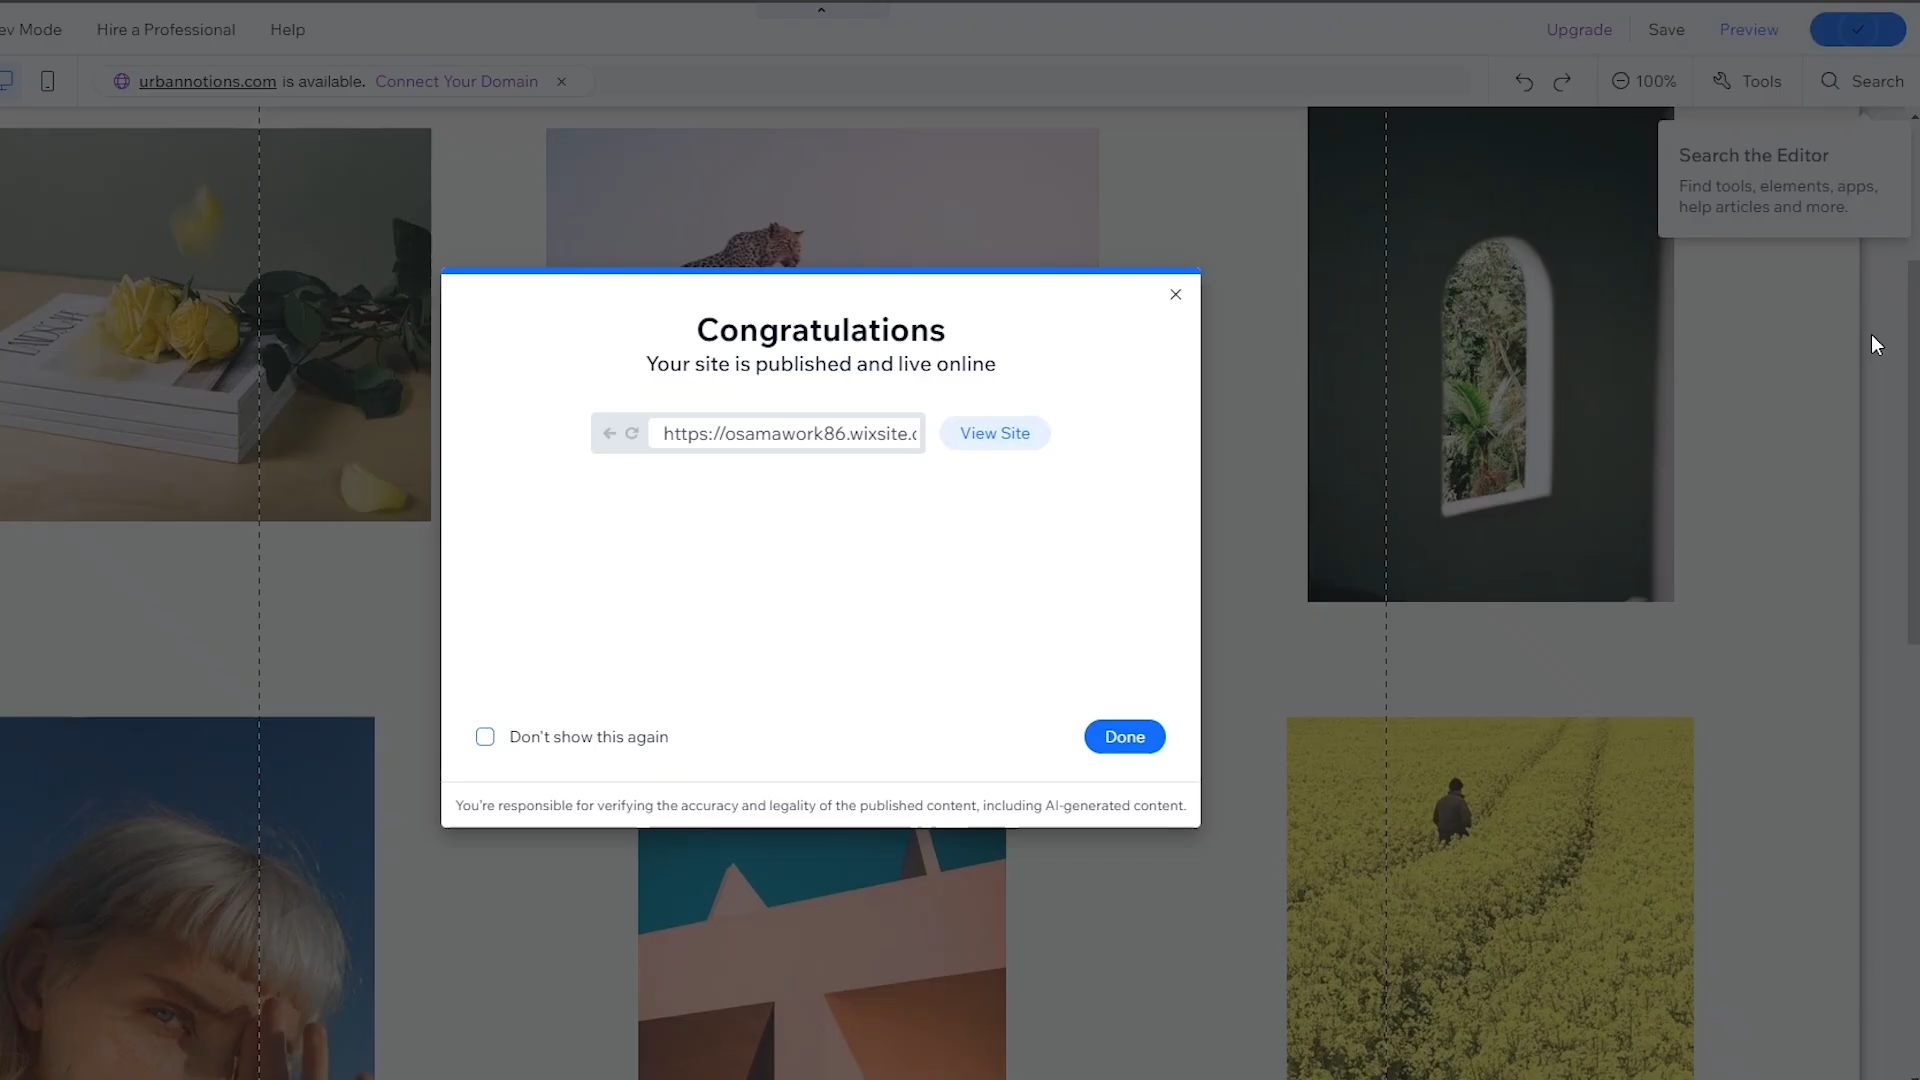 ev Mode
Hire a Professional
Help
Upgrade
Save
Preview
urbannotions.com is available. Connect Your Domain
100%
Tools
Search
Search the Editor
Find tools, elements, apps,
help articles and more.
Congratulations
Your site is published and live online
https://osamawork86.wixsite.c
View Site
Don't show this again
Done
You're responsible for verifying the accuracy and legality of the published content, including AI-generated content.